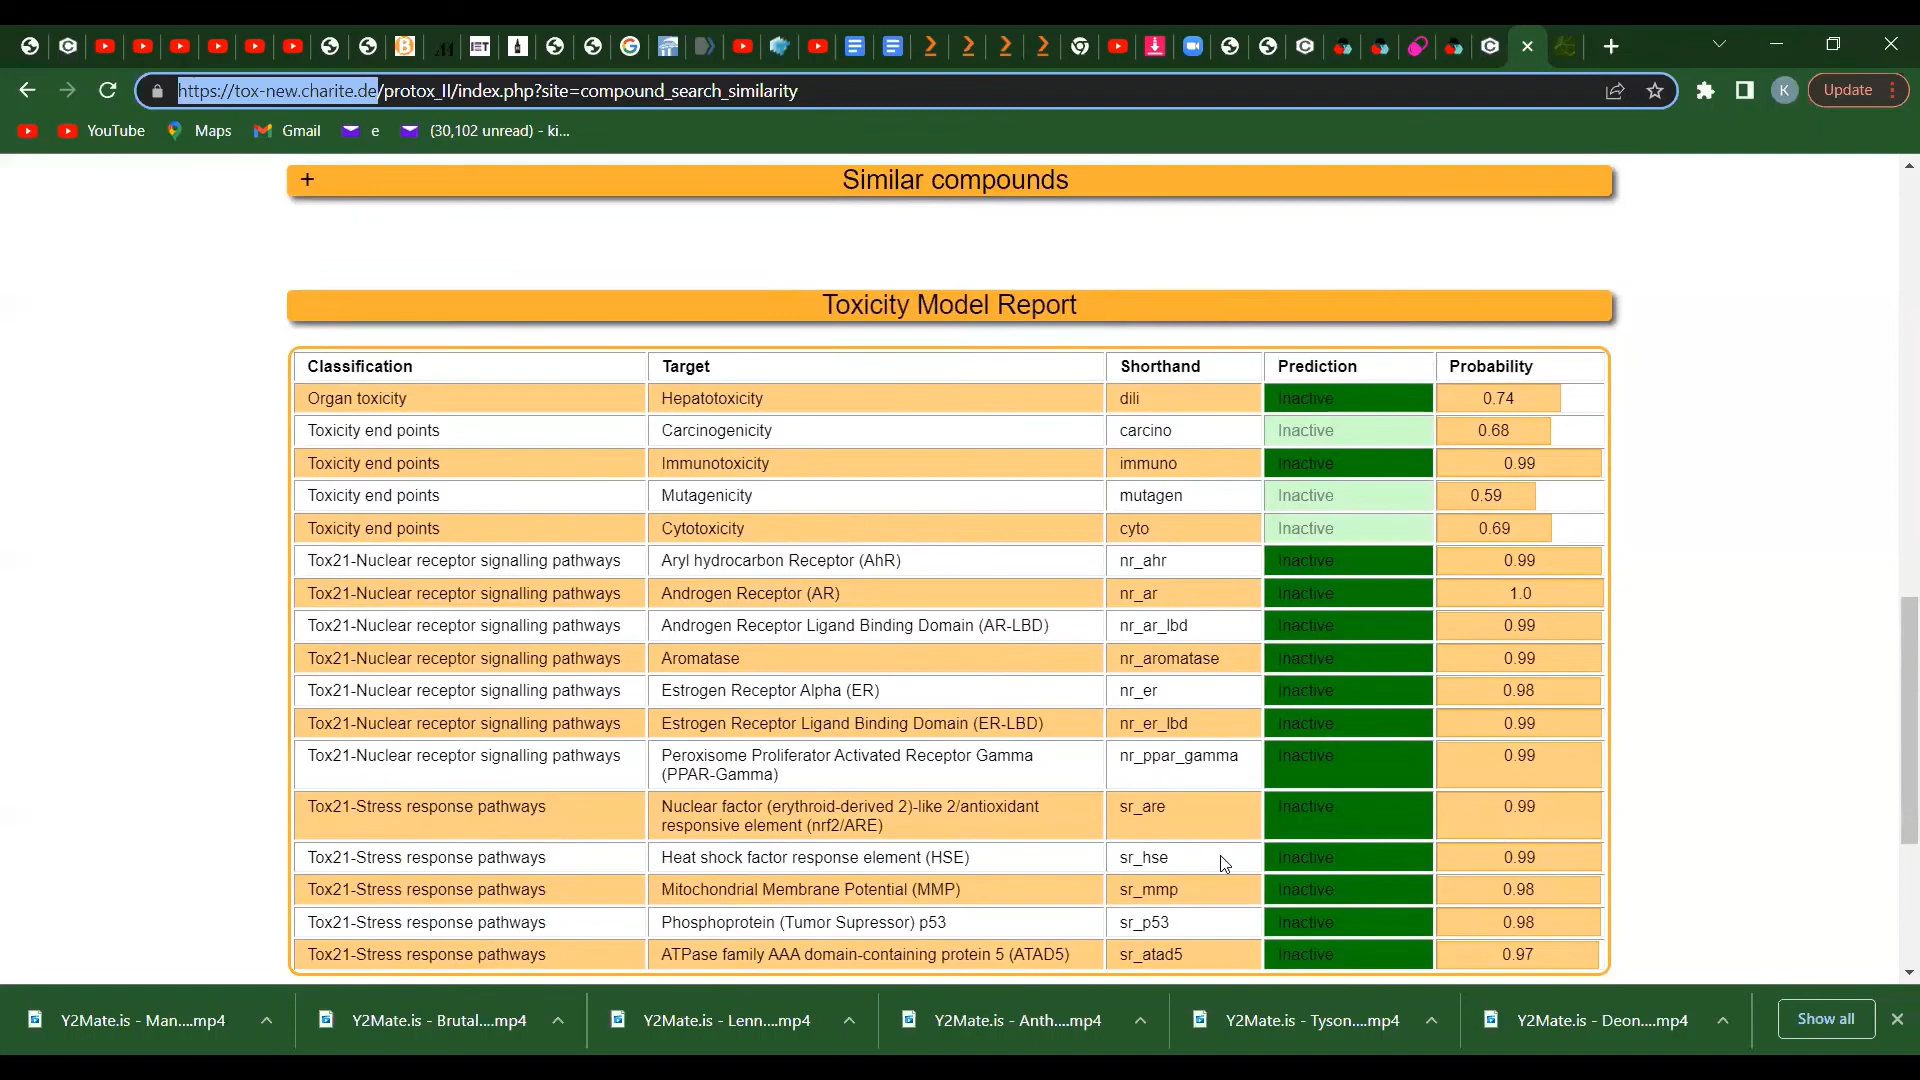 https://tox-new.charite.de/protox_II/index.php?site=compound_search_similarity
K
Update
YouTube
Maps
Gmail
e
(30,102 unread) - ki...
+ Similar compounds
Toxicity Model Report
Classification Target Shorthand Prediction Probability
Organ toxicity Hepatotoxicity dili Inactive 0.74
Toxicity end points Carcinogenicity carcino Inactive 0.68
Toxicity end points Immunotoxicity immuno Inactive 0.99
Toxicity end points Mutagenicity mutagen Inactive 0.59
Toxicity end points Cytotoxicity cyto Inactive 0.69
Tox21-Nuclear receptor signalling pathways Aryl hydrocarbon Receptor (AhR) nr_ahr Inactive 0.99
Tox21-Nuclear receptor signalling pathways Androgen Receptor (AR) nr_ar Inactive 1.0
Tox21-Nuclear receptor signalling pathways Androgen Receptor Ligand Binding Domain (AR-LBD) nr_ar_lbd Inactive 0.99
Tox21-Nuclear receptor signalling pathways Aromatase nr_aromatase Inactive 0.99
Tox21-Nuclear receptor signalling pathways Estrogen Receptor Alpha (ER) nr_er Inactive 0.98
Tox21-Nuclear receptor signalling pathways Estrogen Receptor Ligand Binding Domain (ER-LBD) nr_er_lbd Inactive 0.99
Tox21-Nuclear receptor signalling pathways Peroxisome Proliferator Activated Receptor Gamma nr_ppar_gamma Inactive 0.99
(PPAR-Gamma)
Tox21-Stress response pathways Nuclear factor (erythroid-derived 2)-like 2/antioxidant sr_are Inactive 0.99
responsive element (nrf2/ARE)
Tox21-Stress response pathways Heat shock factor response element (HSE) sr_hse Inactive 0.99
Tox21-Stress response pathways Mitochondrial Membrane Potential (MMP) sr_mmp Inactive 0.98
Tox21-Stress response pathways Phosphoprotein (Tumor Supressor) p53 sr_p53 Inactive 0.98
Tox21-Stress response pathways ATPase family AAA domain-containing protein 5 (ATAD5) sr_atad5 Inactive 0.97
Y2Mate.is - Man....mp4
Y2Mate.is - Brutal....mp4
Y2Mate.is - Lenn....mp4
Y2Mate.is - Anth....mp4
Y2Mate.is - Tyson....mp4
Y2Mate.is - Deon....mp4
Show all